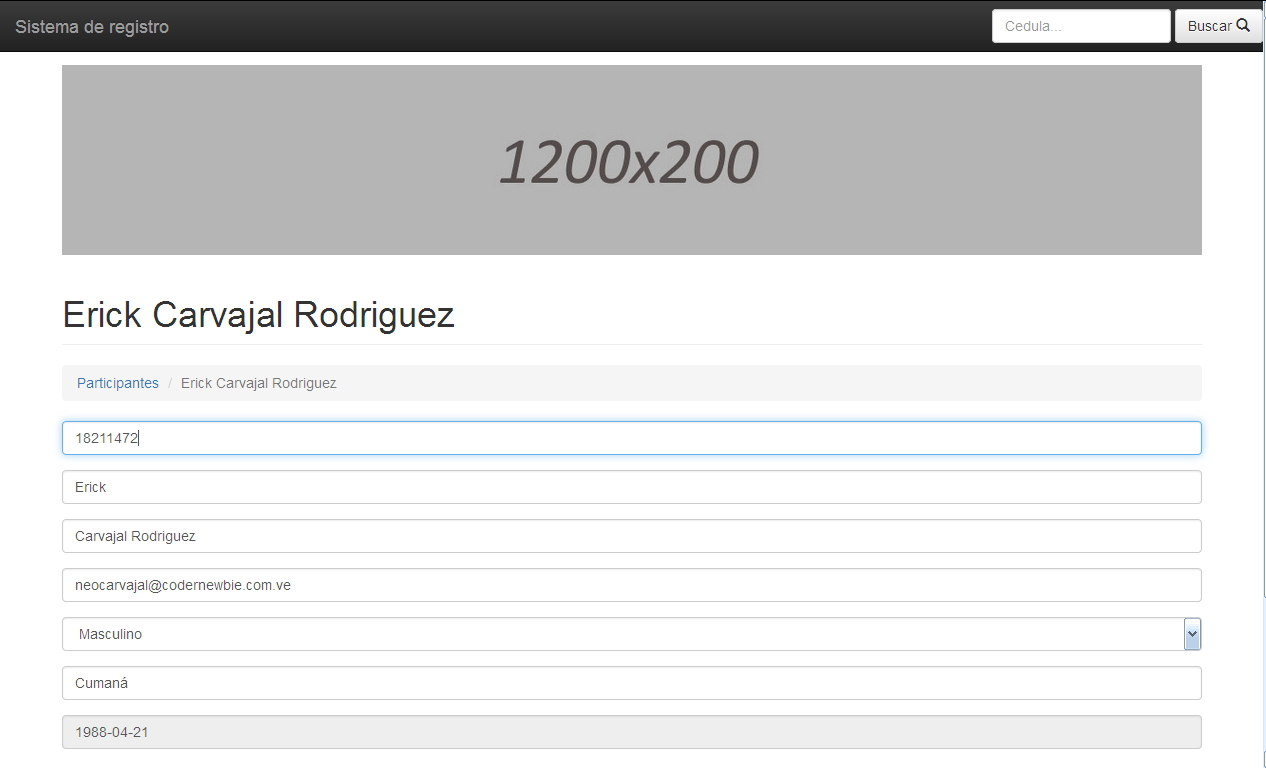 Sistema de registro Cedula... Buscar
1200x200
Erick Carvajal Rodriguez
Participantes / Erick Carvajal Rodriguez
18211472
Erick
Carvajal Rodriguez
neocarvajal@codernewbie.com.ve
Masculino
Cumaná
1988-04-21